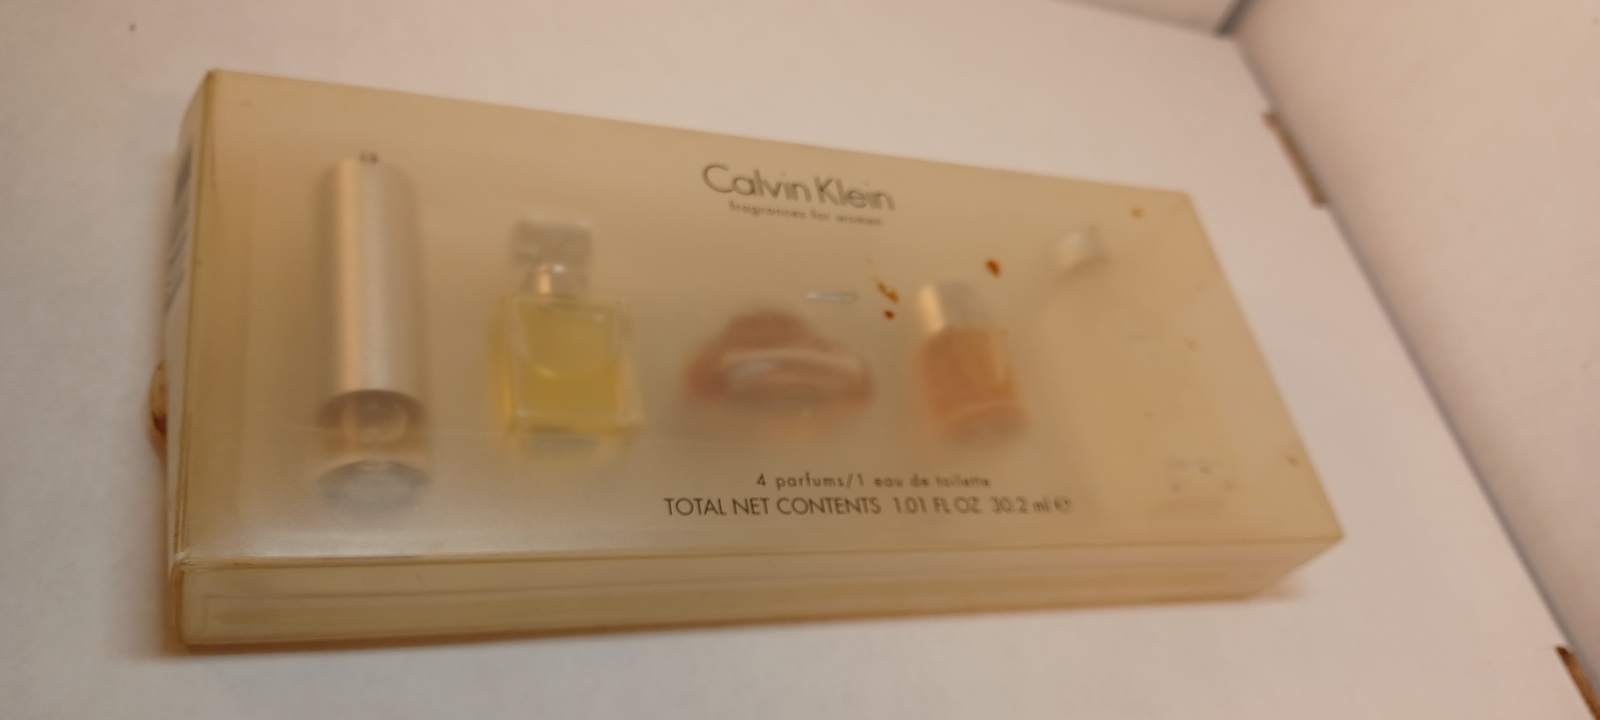 Calvin Klein
fragrances for women
4 parfums/1 eau de toilette
TOTAL NET CONTENTS 1.01 FL OZ 30.2 ml e